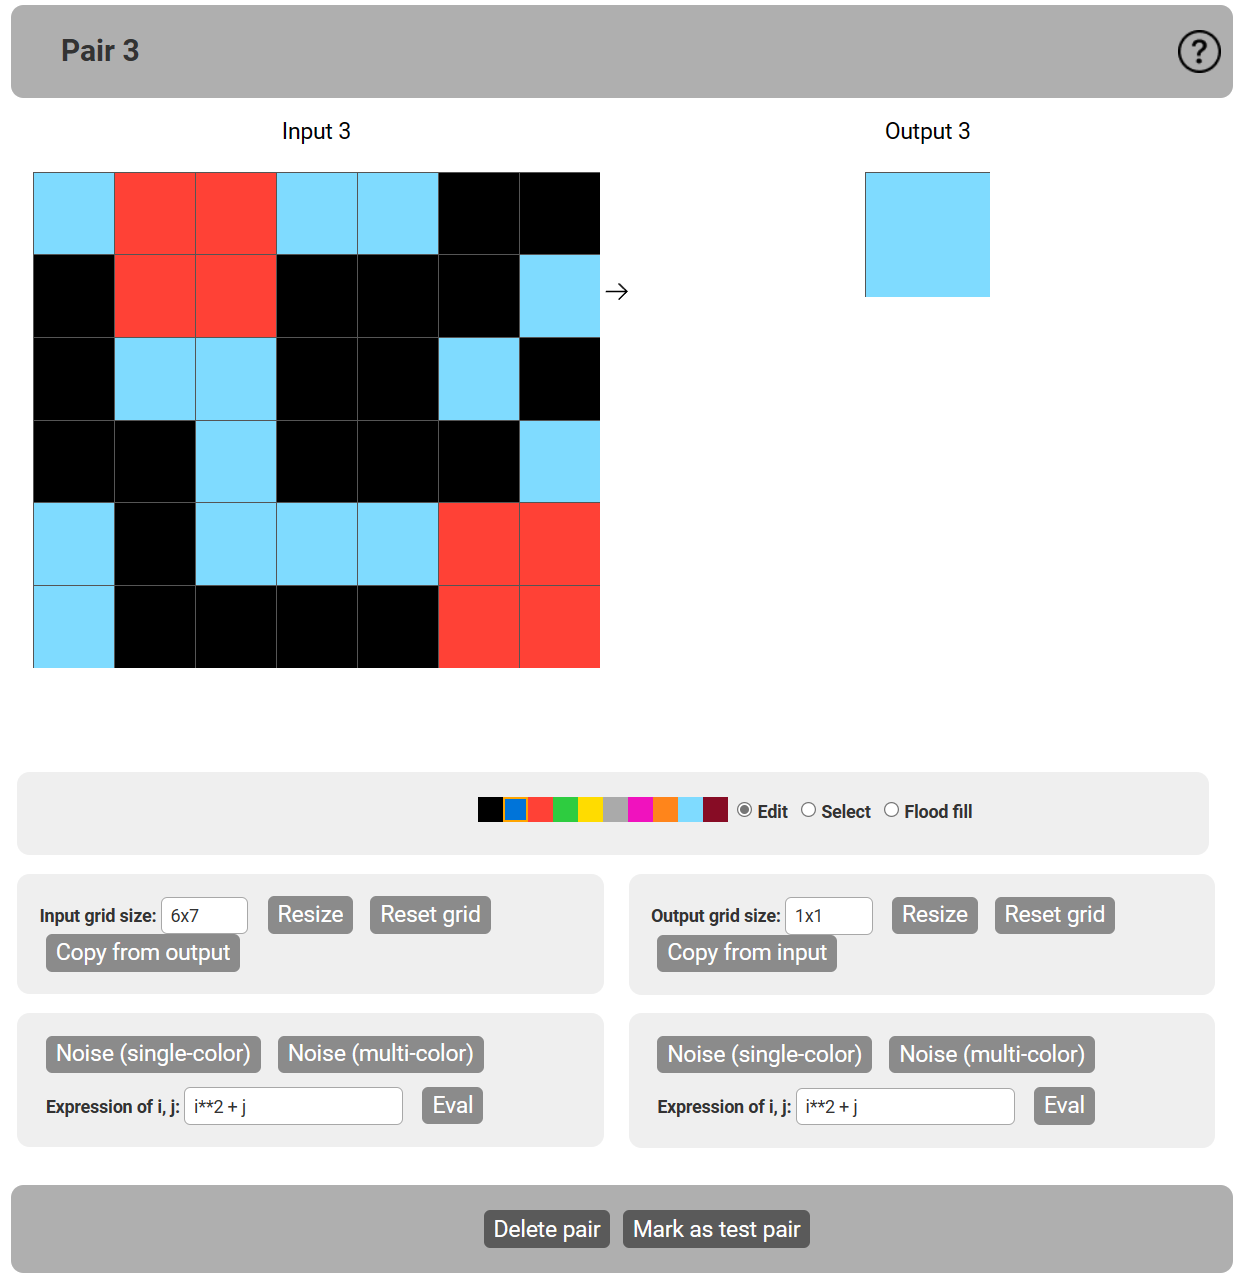 Pair 3
?
Input 3
Output 3
→
Edit Select Flood fill
Input grid size: 6x7 Resize Reset grid
Copy from output
Output grid size: 1x1 Resize Reset grid
Copy from input
Noise (single-color) Noise (multi-color)
Expression of i, j: i**2 + j Eval
Noise (single-color) Noise (multi-color)
Expression of i, j: i**2 + j Eval
Delete pair Mark as test pair